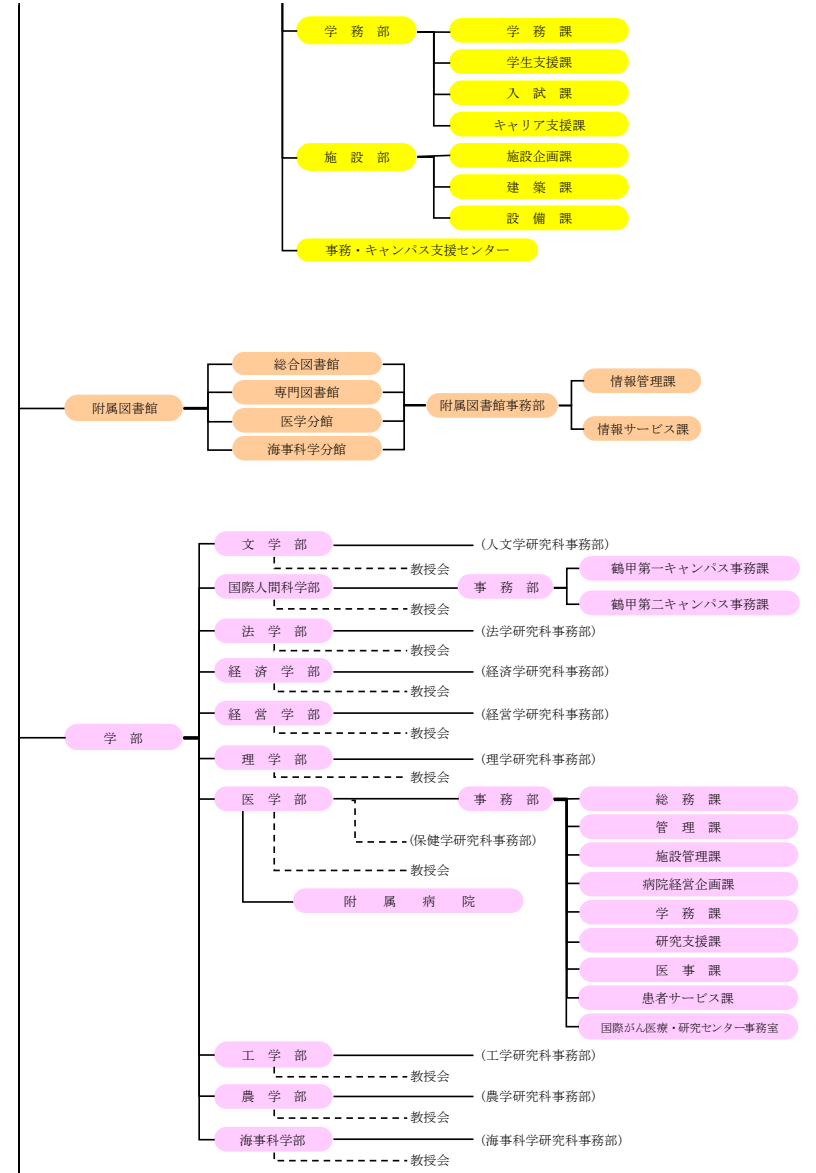 学務部
学務課
学生支援課
入試課
キャリア支援課
施設部
施設企画課
建築課
設備課
事務・キャンパス支援センター
附属図書館
総合図書館
専門図書館
医学分館
海事科学分館
附属図書館事務部
情報管理課
情報サービス課
学部
文学部
(人文学研究科事務部)
教授会
国際人間科学部
事務部
鶴甲第一キャンパス事務課
鶴甲第二キャンパス事務課
教授会
法学部
(法学研究科事務部)
教授会
経済学部
(経済学研究科事務部)
教授会
経営学部
(経営学研究科事務部)
教授会
理学部
(理学研究科事務部)
教授会
医学部
事務部
総務課
管理課
施設管理課
病院経営企画課
学務課
研究支援課
医事課
患者サービス課
国際がん医療・研究センター事務室
(保健学研究科事務部)
教授会
附属病院
工学部
(工学研究科事務部)
教授会
農学部
(農学研究科事務部)
教授会
海事科学部
(海事科学研究科事務部)
教授会